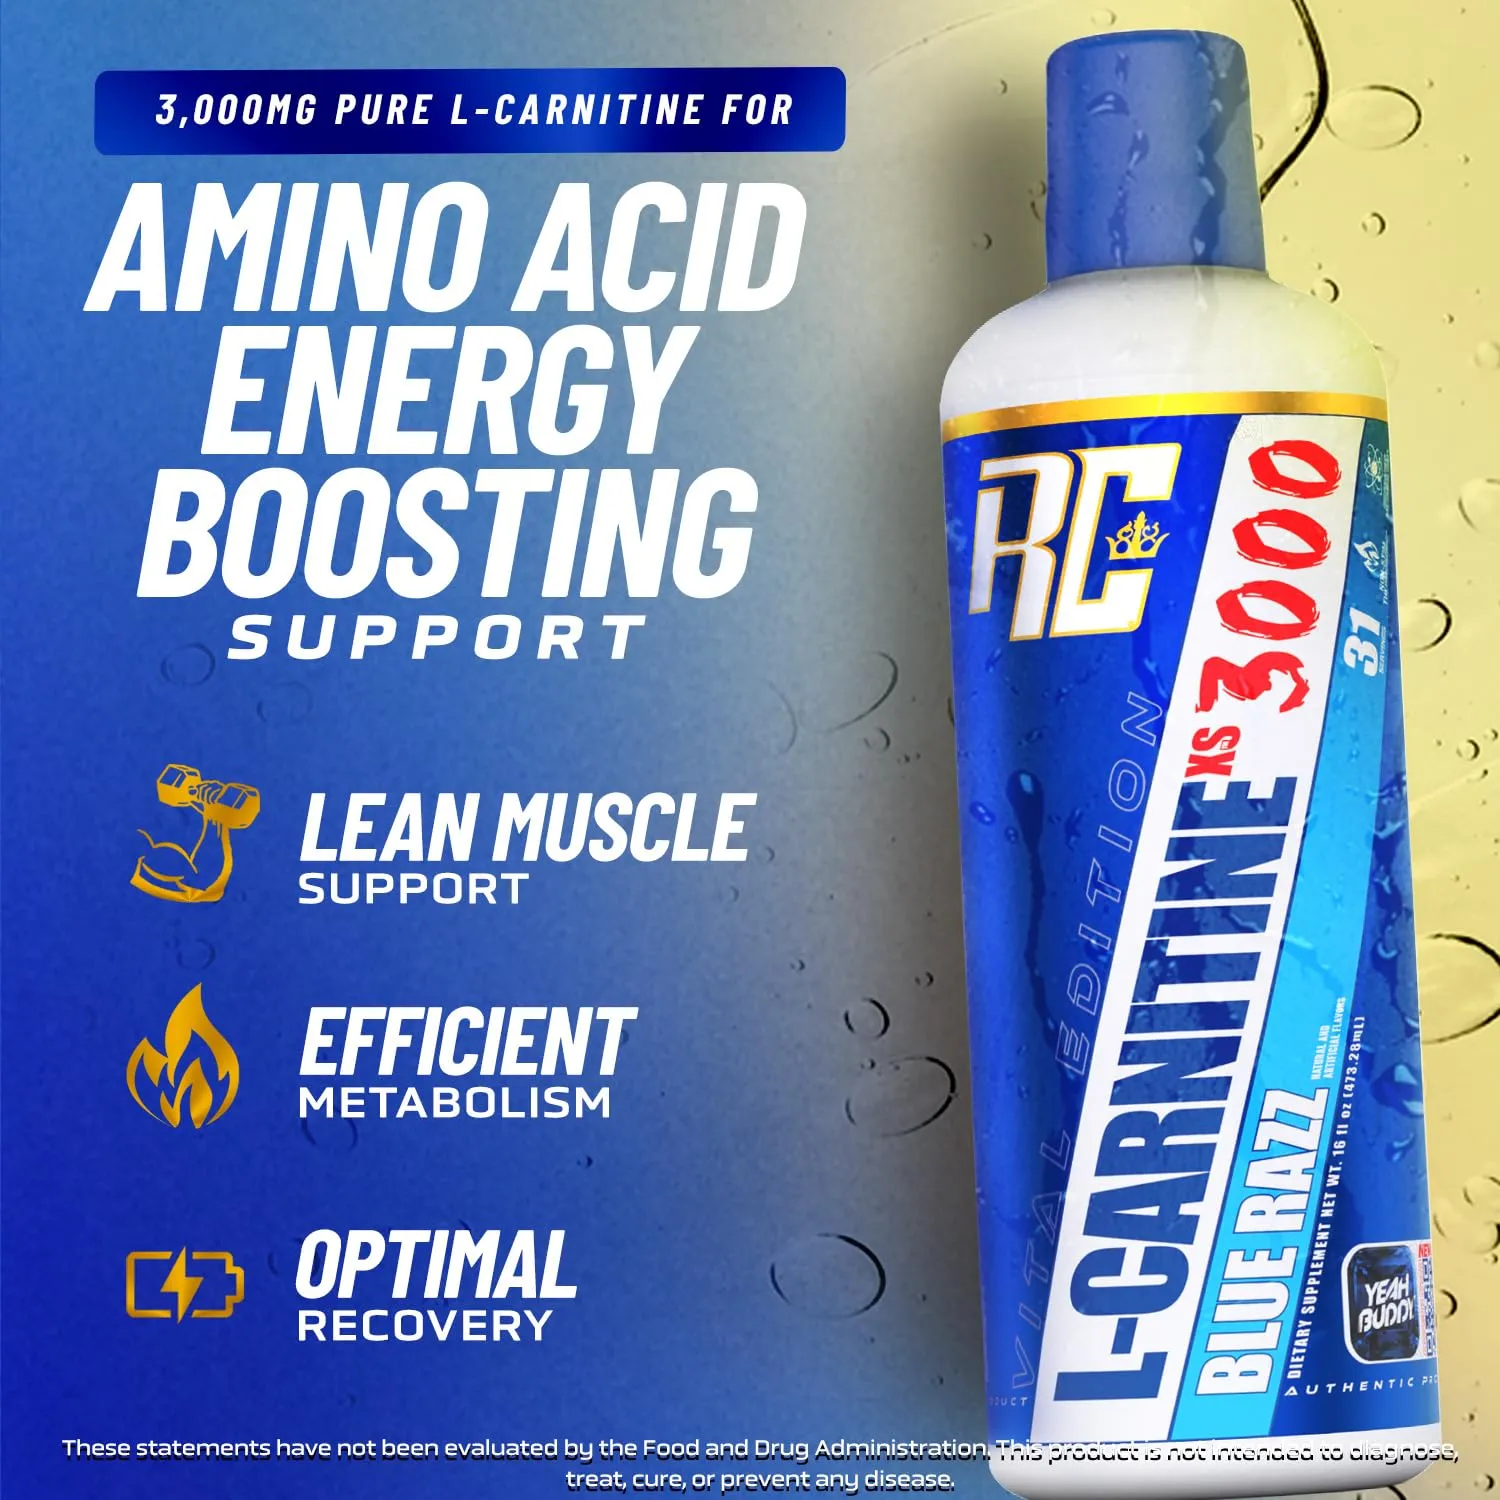 3,000MG PURE L-CARNITINE FOR
AMINO ACID
ENERGY
BOOSTING
SUPPORT
LEAN MUSCLE
SUPPORT
EFFICIENT
METABOLISM
OPTIMAL
RECOVERY
RC
VITAL EDITION
L-CARNITINE XS 3000
31
SERVINGS
BLUE RAZZ
NATURAL AND
ARTIFICIAL FLAVORS
DIETARY SUPPLEMENT NET WT. 16 fl oz (473.28mL)
YEAH
BUDDY
AUTHENTIC
These statements have not been evaluated by the Food and Drug Administration. This product is not intended to diagnose,
treat, cure, or prevent any disease.